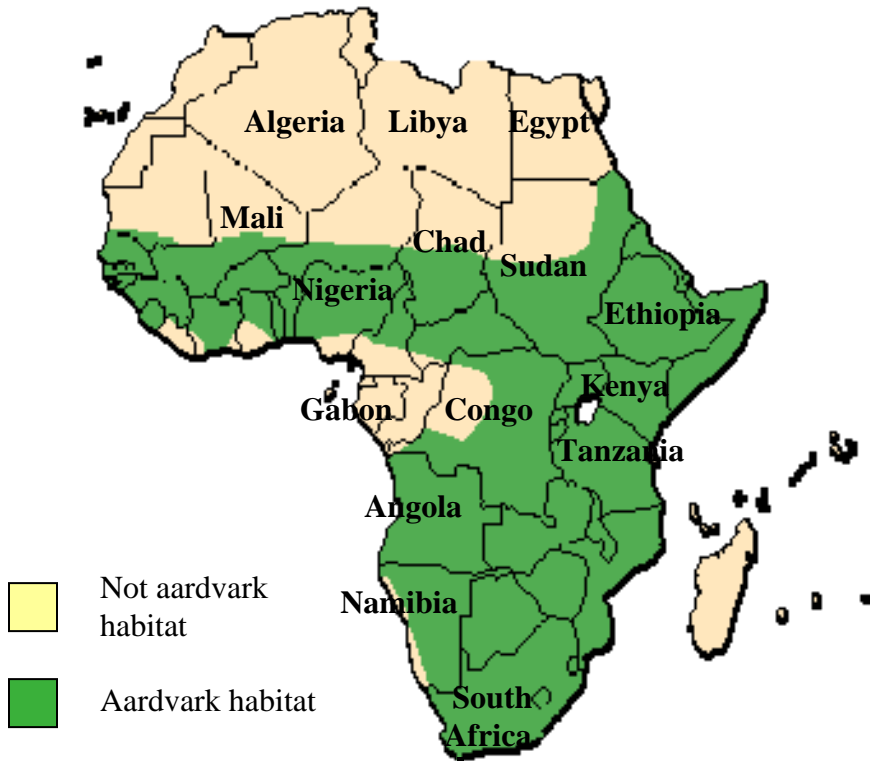 Algeria
Libya
Egypt
Mali
Chad
Sudan
Nigeria
Ethiopia
Kenya
Gabon
Congo
Tanzania
Angola
Namibia
South
Africa
Not aardvark
habitat
Aardvark habitat